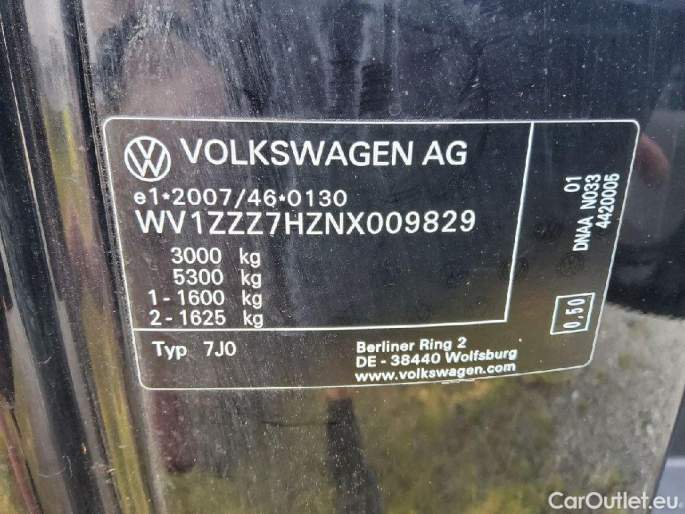 VOLKSWAGEN AG
e1*2007/46*0130
WV1ZZZ7HZNX009829
3000 kg
5300 kg
1 - 1600 kg
2 - 1625 kg
Typ 7J0
Berliner Ring 2
DE - 38440 Wolfsburg
www.volkswagen.com
01
DNAA N033
4420005
0,50
CarOutlet.eu